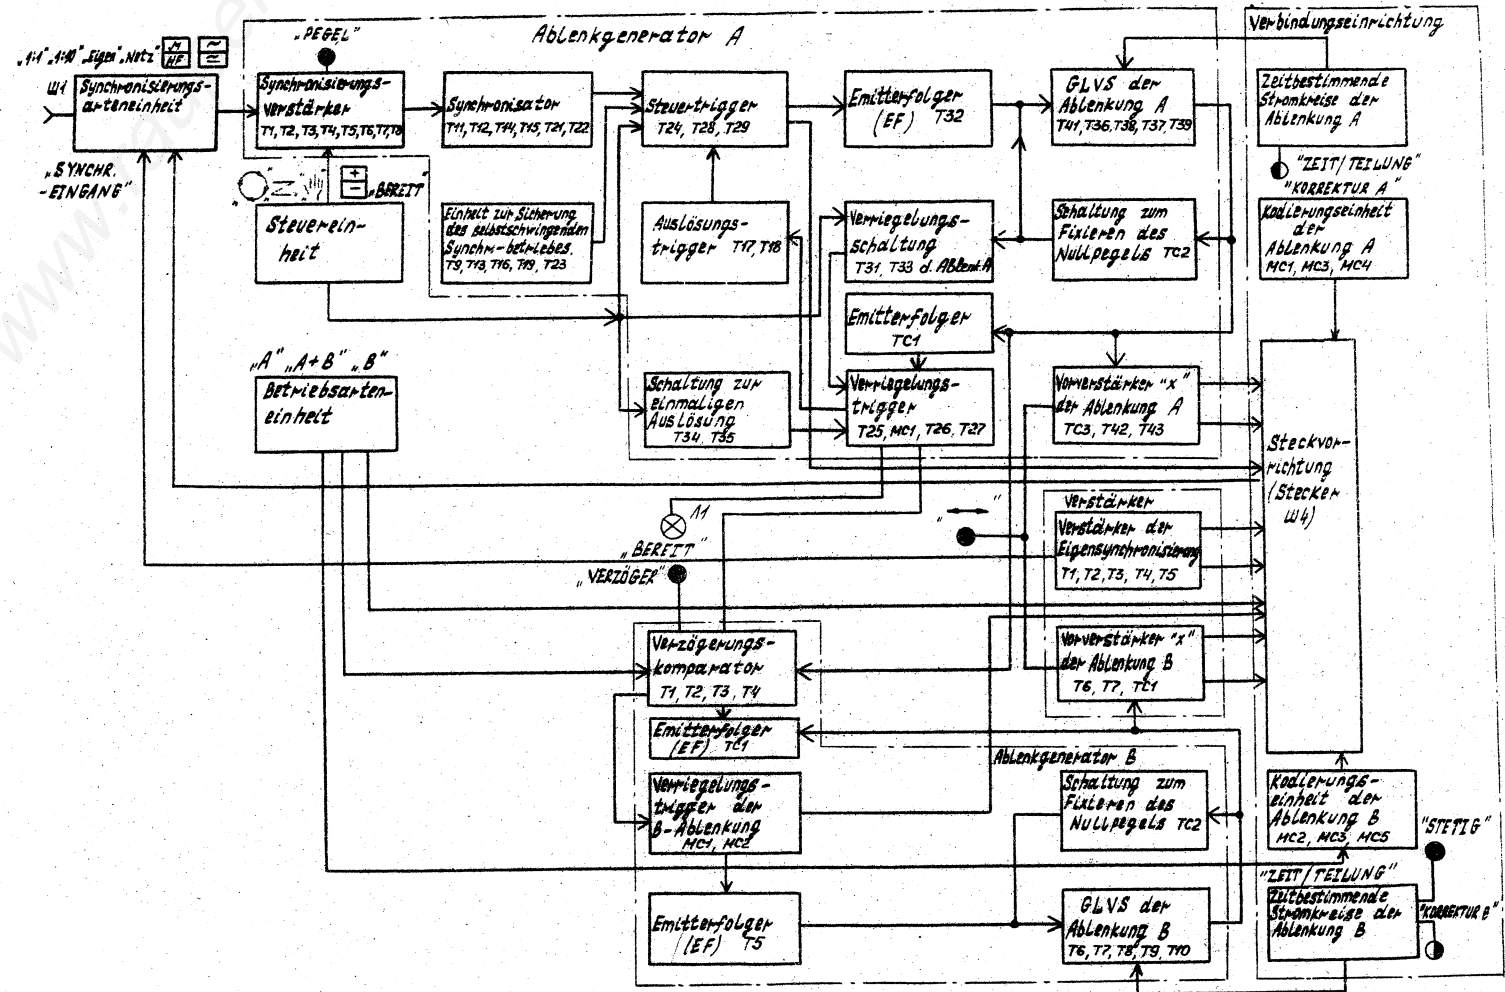 Ablenkgenerator A
Verbindungseinrichtung
„1:1" „1:10" „Eigen" „Netz"
„PEGEL"
Ш1
Synchronisierungs-
arteneinheit
„SYNCHR.
-EINGANG"
Synchronisierungs-
verstärker
T1, T2, T3, T4, T5, T6, T7, T8
Synchronisator
T11, T12, T14, T15, T21, T22
Steuertrigger
T24, T28, T29
Emitterfolger
(EF) T32
GLVS der
Ablenkung A
T41, T36, T38, T37, T39
Zeitbestimmende
Stromkreise der
Ablenkung A
"ZEIT/TEILUNG"
"KORREKTUR A"
+
−
„BEREIT"
Steuerein-
heit
Einheit zur Sicherung
des selbstschwingenden
Synchr-betriebes.
T9, T13, T16, T19, T23
Auslösungs-
trigger T17, T18
Verriegelungs-
schaltung
T31, T33 d. Ablenk.A
Schaltung zum
Fixieren des
Nullpegels TC2
Kodierungseinheit
der
Ablenkung A
MC1, MC3, MC4
Emitterfolger
TC1
„A" „A+B" „B"
Betriebsarten-
einheit
Schaltung zur
einmaligen
Auslösung
T34, T35
Verriegelungs-
trigger
T25, MC1, T26, T27
Vorverstärker "x"
der Ablenkung A
TC3, T42, T43
Steckvor-
richtung
(Stecker
Ш4)
Л1
„BEREIT"
„VERZÖGER"
Verstärker
Verstärker der
Eigensynchronisierung
T1, T2, T3, T4, T5
Verzögerungs-
komparator
T1, T2, T3, T4
Vorverstärker "x"
der Ablenkung B
T6, T7, TC1
Emitterfolger
(EF) TC1
Ablenkgenerator B
Verriegelungs-
trigger der
B-Ablenkung
MC1, MC2
Schaltung zum
Fixieren des
Nullpegels TC2
Kodierungs-
einheit der
Ablenkung B
MC2, MC3, MC5
"STETIG"
"ZEIT/TEILUNG"
Emitterfolger
(EF) T5
GLVS der
Ablenkung B
T6, T7, T8, T9, T10
Zeitbestimmende
Stromkreise der
Ablenkung B
"KORREKTUR B"